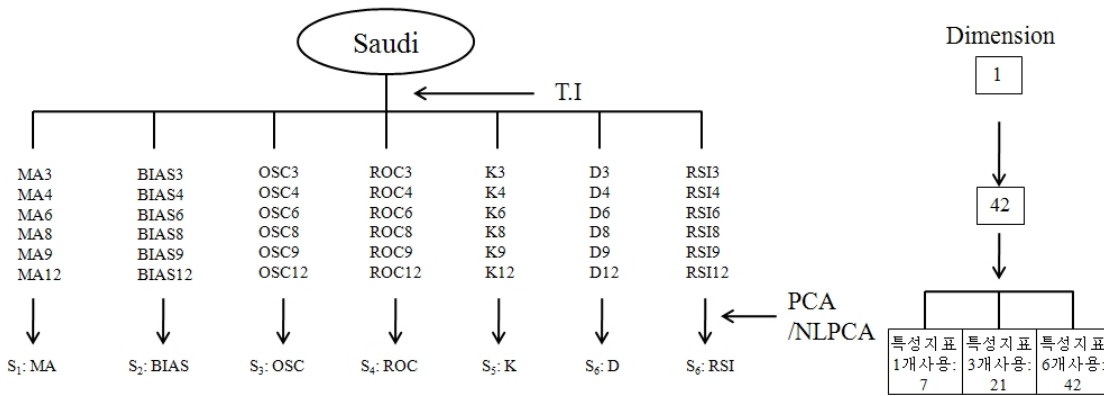 Saudi
T.I
MA3 BIAS3 OSC3 ROC3 K3 D3 RSI3
MA4 BIAS4 OSC4 ROC4 K4 D4 RSI4
MA6 BIAS6 OSC6 ROC6 K6 D6 RSI6
MA8 BIAS8 OSC8 ROC8 K8 D8 RSI8
MA9 BIAS9 OSC9 ROC9 K9 D9 RSI9
MA12 BIAS12 OSC12 ROC12 K12 D12 RSI12
PCA
/NLPCA
S₁: MA S₂: BIAS S₃: OSC S₄: ROC S₅: K S₆: D S₆: RSI
Dimension
1
42
특성지표 특성지표 특성지표
1개사용: 3개사용: 6개사용:
7 21 42